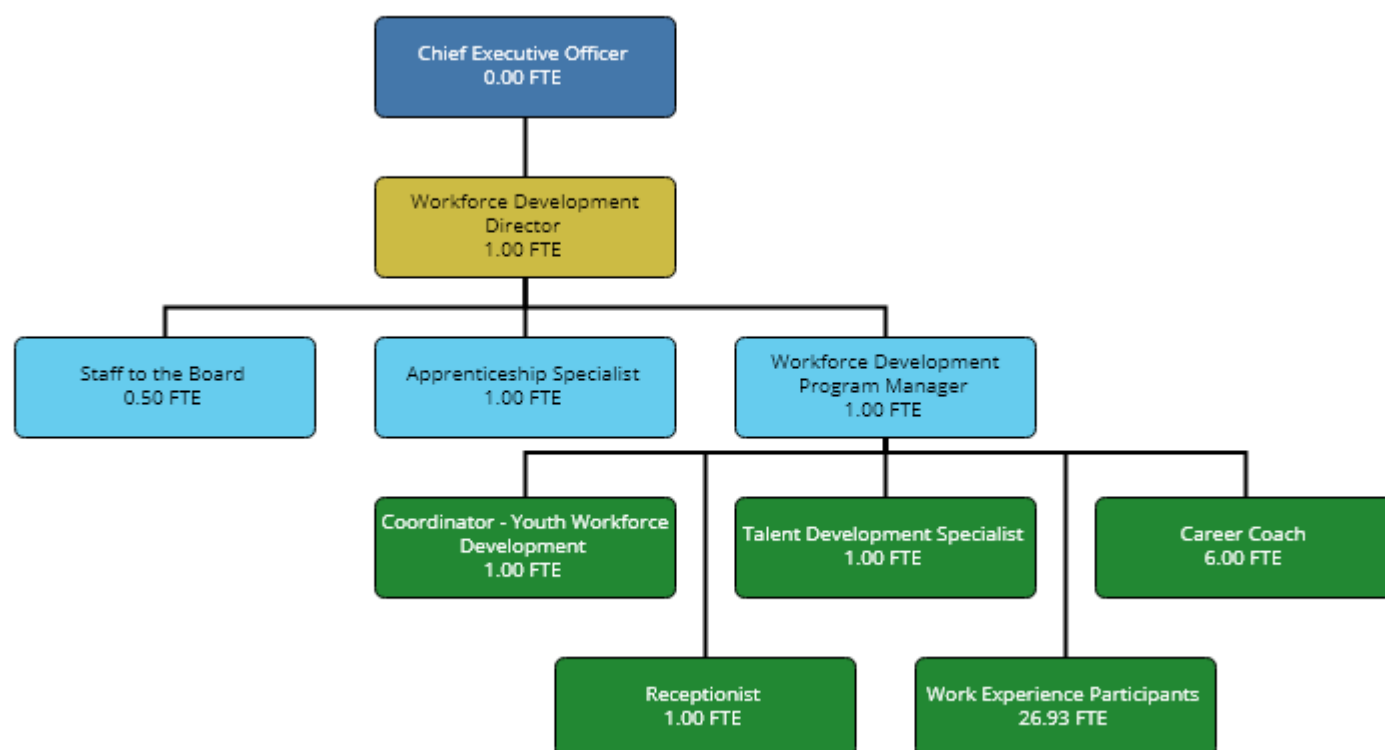 Chief Executive Officer
0.00 FTE
Workforce Development
Director
1.00 FTE
Staff to the Board
0.50 FTE
Apprenticeship Specialist
1.00 FTE
Workforce Development
Program Manager
1.00 FTE
Coordinator - Youth Workforce
Development
1.00 FTE
Talent Development Specialist
1.00 FTE
Career Coach
6.00 FTE
Receptionist
1.00 FTE
Work Experience Participants
26.93 FTE